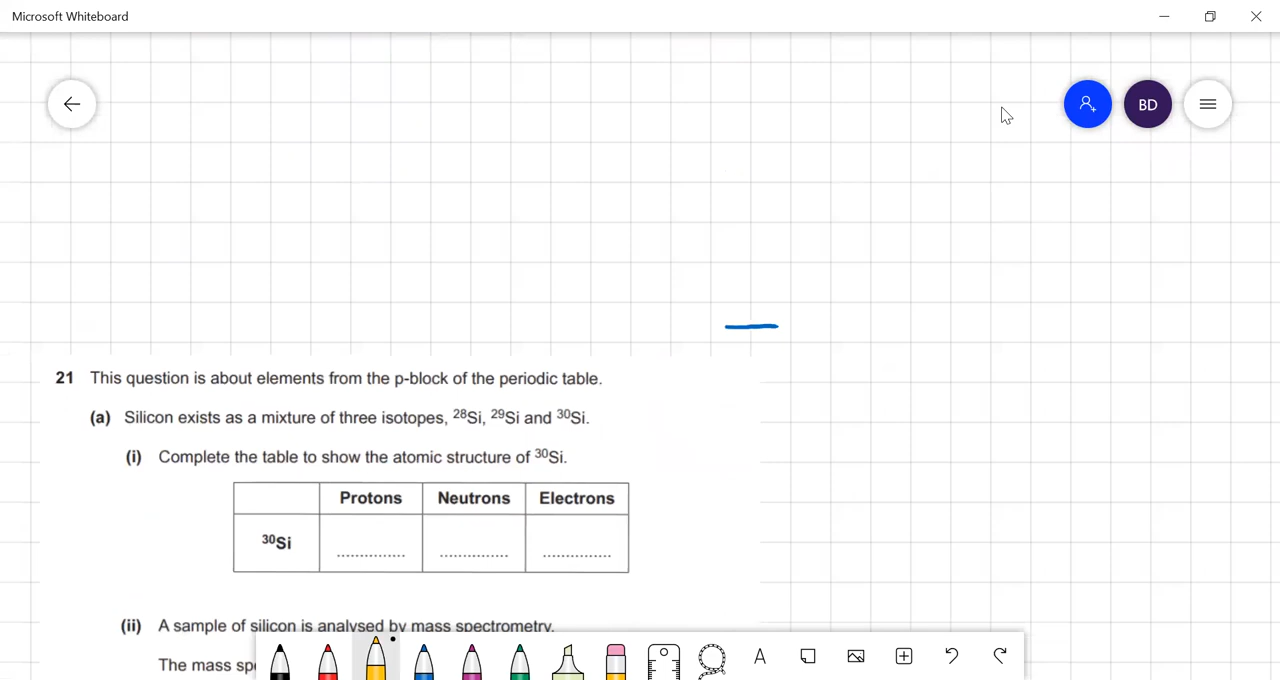 Microsoft Whiteboard
BD
21 This question is about elements from the p-block of the periodic table.
(a) Silicon exists as a mixture of three isotopes, ²⁸Si, ²⁹Si and ³⁰Si.
(i) Complete the table to show the atomic structure of ³⁰Si.
Protons Neutrons Electrons
³⁰Si .............. .............. ..............
(ii) A sample of silicon is analysed by mass spectrometry.
The mass
A